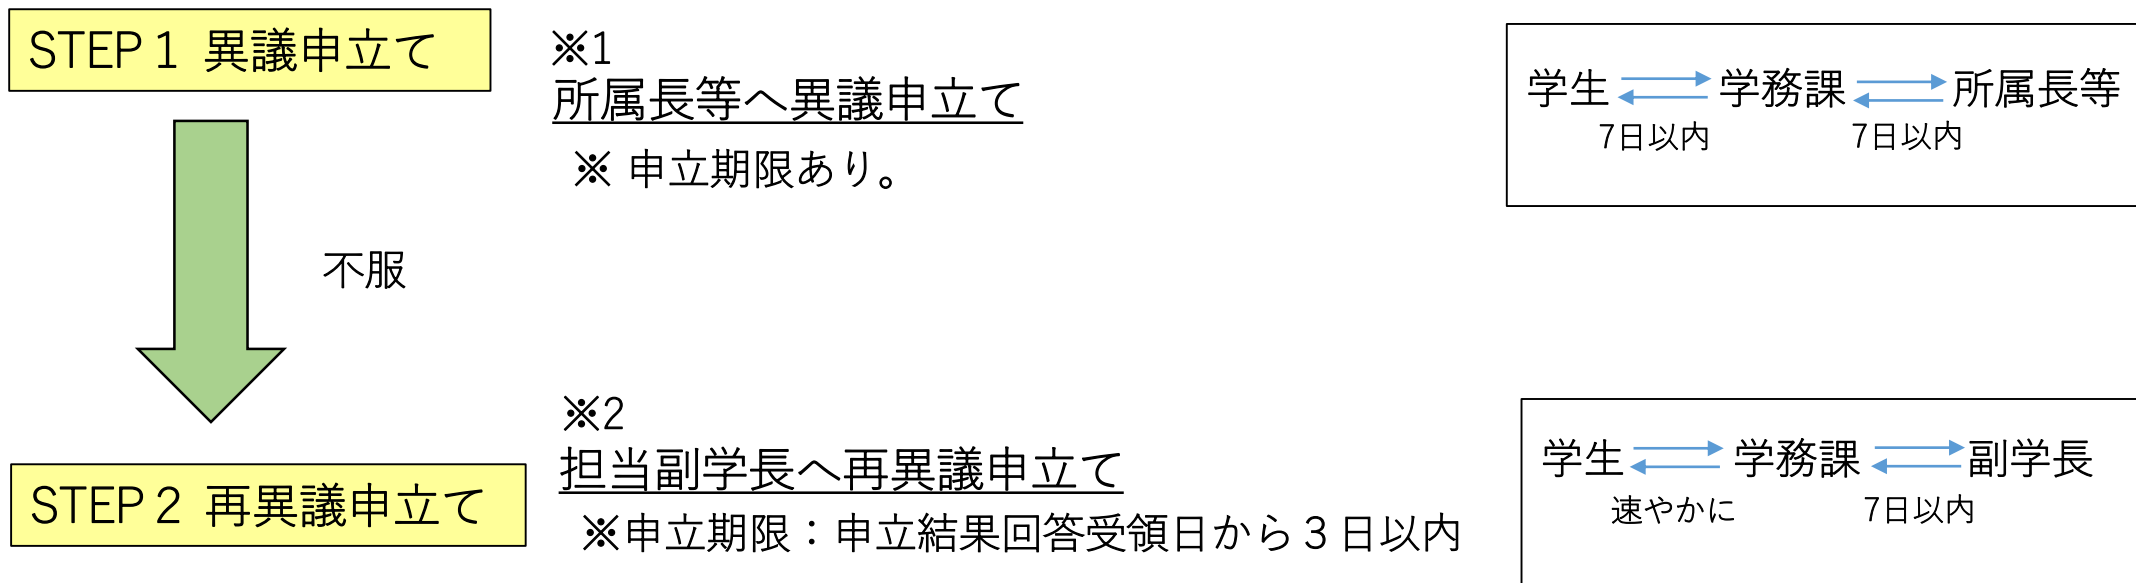 STEP１ 異議申立て
※1
所属長等へ異議申立て
※ 申立期限あり。
学生 学務課 所属長等
7日以内 7日以内
不服
※2
担当副学長へ再異議申立て
※申立期限：申立結果回答受領日から３日以内
STEP２ 再異議申立て
学生 学務課 副学長
速やかに 7日以内